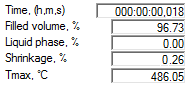 Time, (h,m,s) 000:00:00,018
Filled volume, % 96.73
Liquid phase, % 0.00
Shrinkage, % 0.26
Tmax, °C 486.05